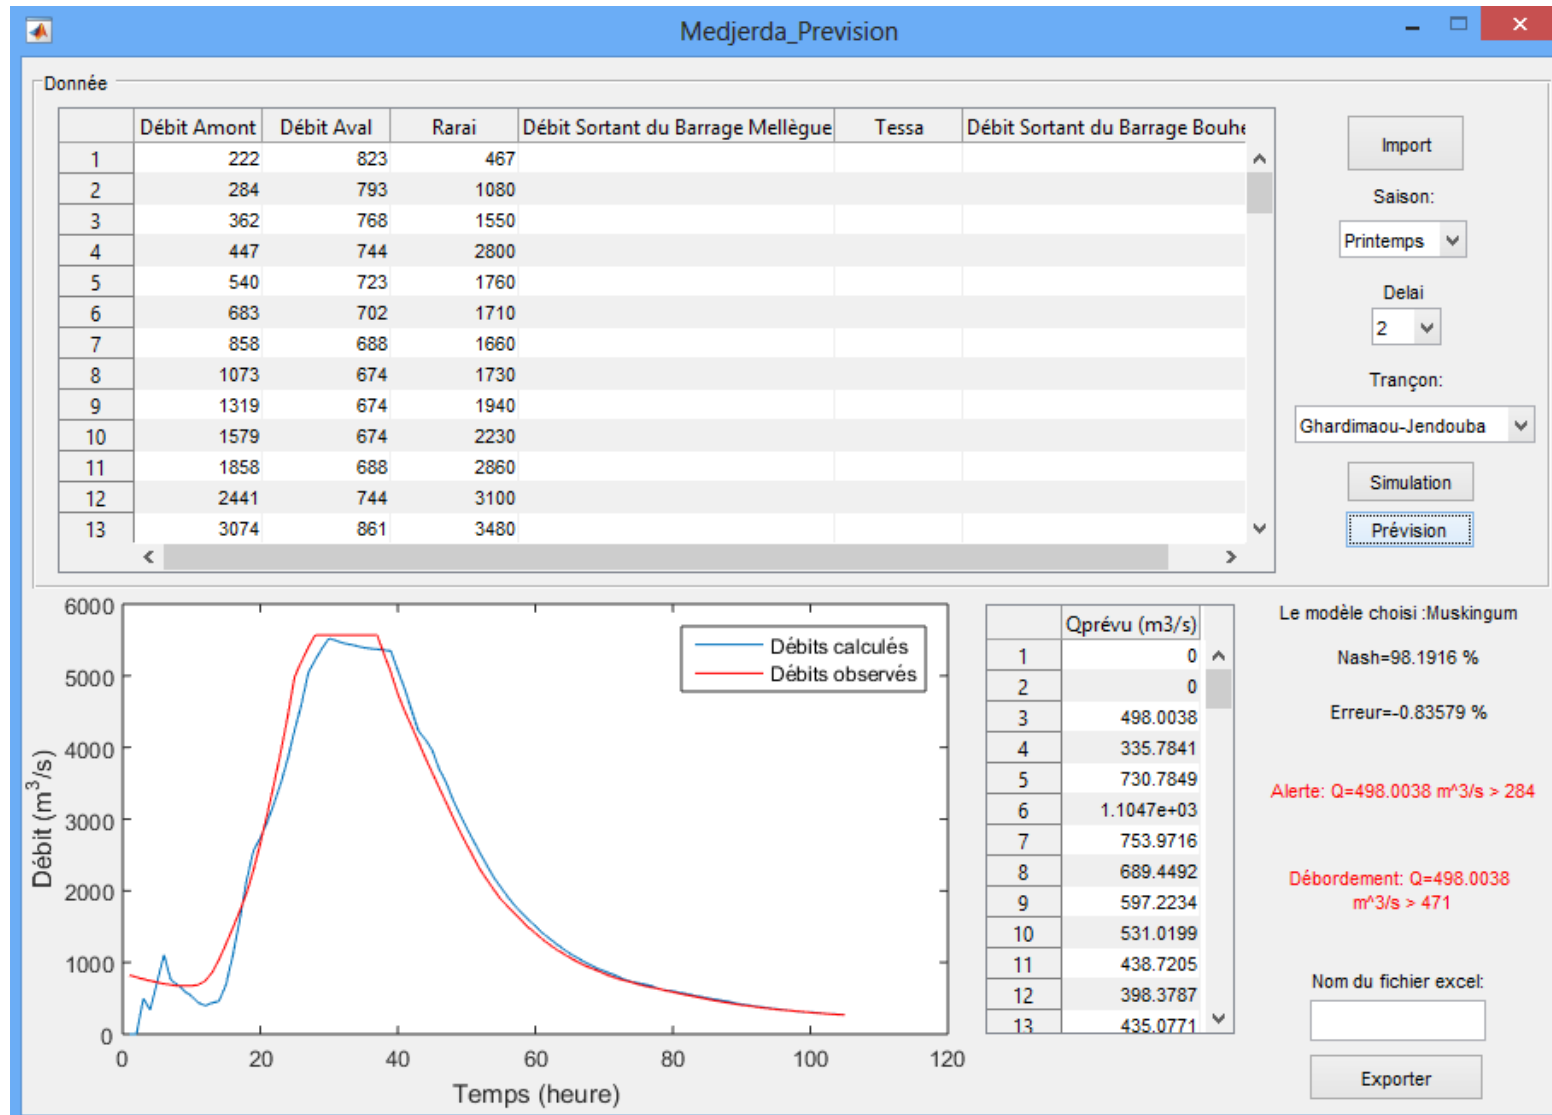 Medjerda_Prevision
Donnée
Débit Amont Débit Aval Rarai Débit Sortant du Barrage Mellègue Tessa Débit Sortant du Barrage Bouhe
1 222 823 467
2 284 793 1080
3 362 768 1550
4 447 744 2800
5 540 723 1760
6 683 702 1710
7 858 688 1660
8 1073 674 1730
9 1319 674 1940
10 1579 674 2230
11 1858 688 2860
12 2441 744 3100
13 3074 861 3480
Import
Saison:
Printemps
Delai
2
Trançon:
Ghardimaou-Jendouba
Simulation
Prévision
6000
5000
4000
3000
2000
1000
0
Débit (m³/s)
0 20 40 60 80 100 120
Temps (heure)
Débits calculés
Débits observés
Qprévu (m3/s)
1 0
2 0
3 498.0038
4 335.7841
5 730.7849
6 1.1047e+03
7 753.9716
8 689.4492
9 597.2234
10 531.0199
11 438.7205
12 398.3787
13 435.0771
Le modèle choisi :Muskingum
Nash=98.1916 %
Erreur=-0.83579 %
Alerte: Q=498.0038 m^3/s > 284
Débordement: Q=498.0038
m^3/s > 471
Nom du fichier excel:
Exporter